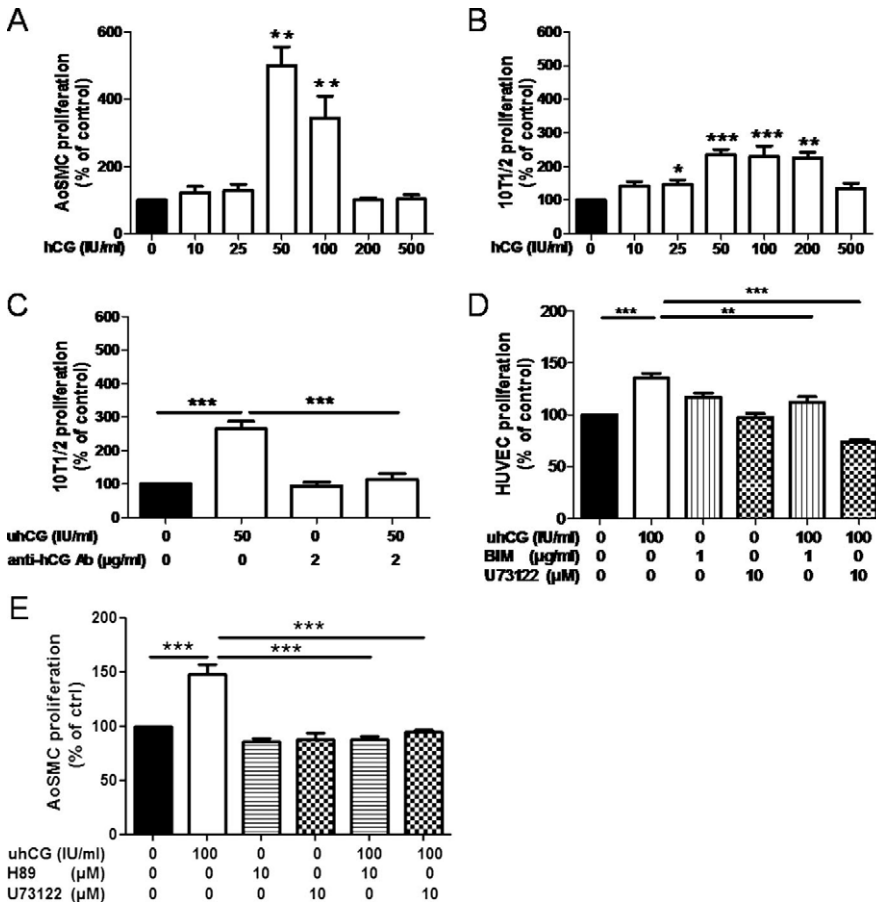 A
AoSMC proliferation
(% of control)
600
400
200
0
** **
hCG (IU/ml) 0 10 25 50 100 200 500
B
10T1/2 proliferation
(% of control)
600
500
400
300
200
100
0
* *** *** **
hCG (IU/ml) 0 10 25 50 100 200 500
C
10T1/2 proliferation
(% of control)
600
500
400
300
200
100
0
*** ***
uhCG (IU/ml) 0 50 0 50
anti-hCG Ab (µg/ml) 0 0 2 2
D
HUVEC proliferation
(% of control)
200
150
100
50
0
***
*** **
uhCG (IU/ml) 0 100 0 0 100 100
BIM (µg/ml) 0 0 1 0 1 0
U73122 (µM) 0 0 0 10 0 10
E
AoSMC proliferation
(% of ctrl)
200
150
100
50
0
***
*** ***
uhCG (IU/ml) 0 100 0 0 100 100
H89 (µM) 0 0 10 0 10 0
U73122 (µM) 0 0 0 10 0 10